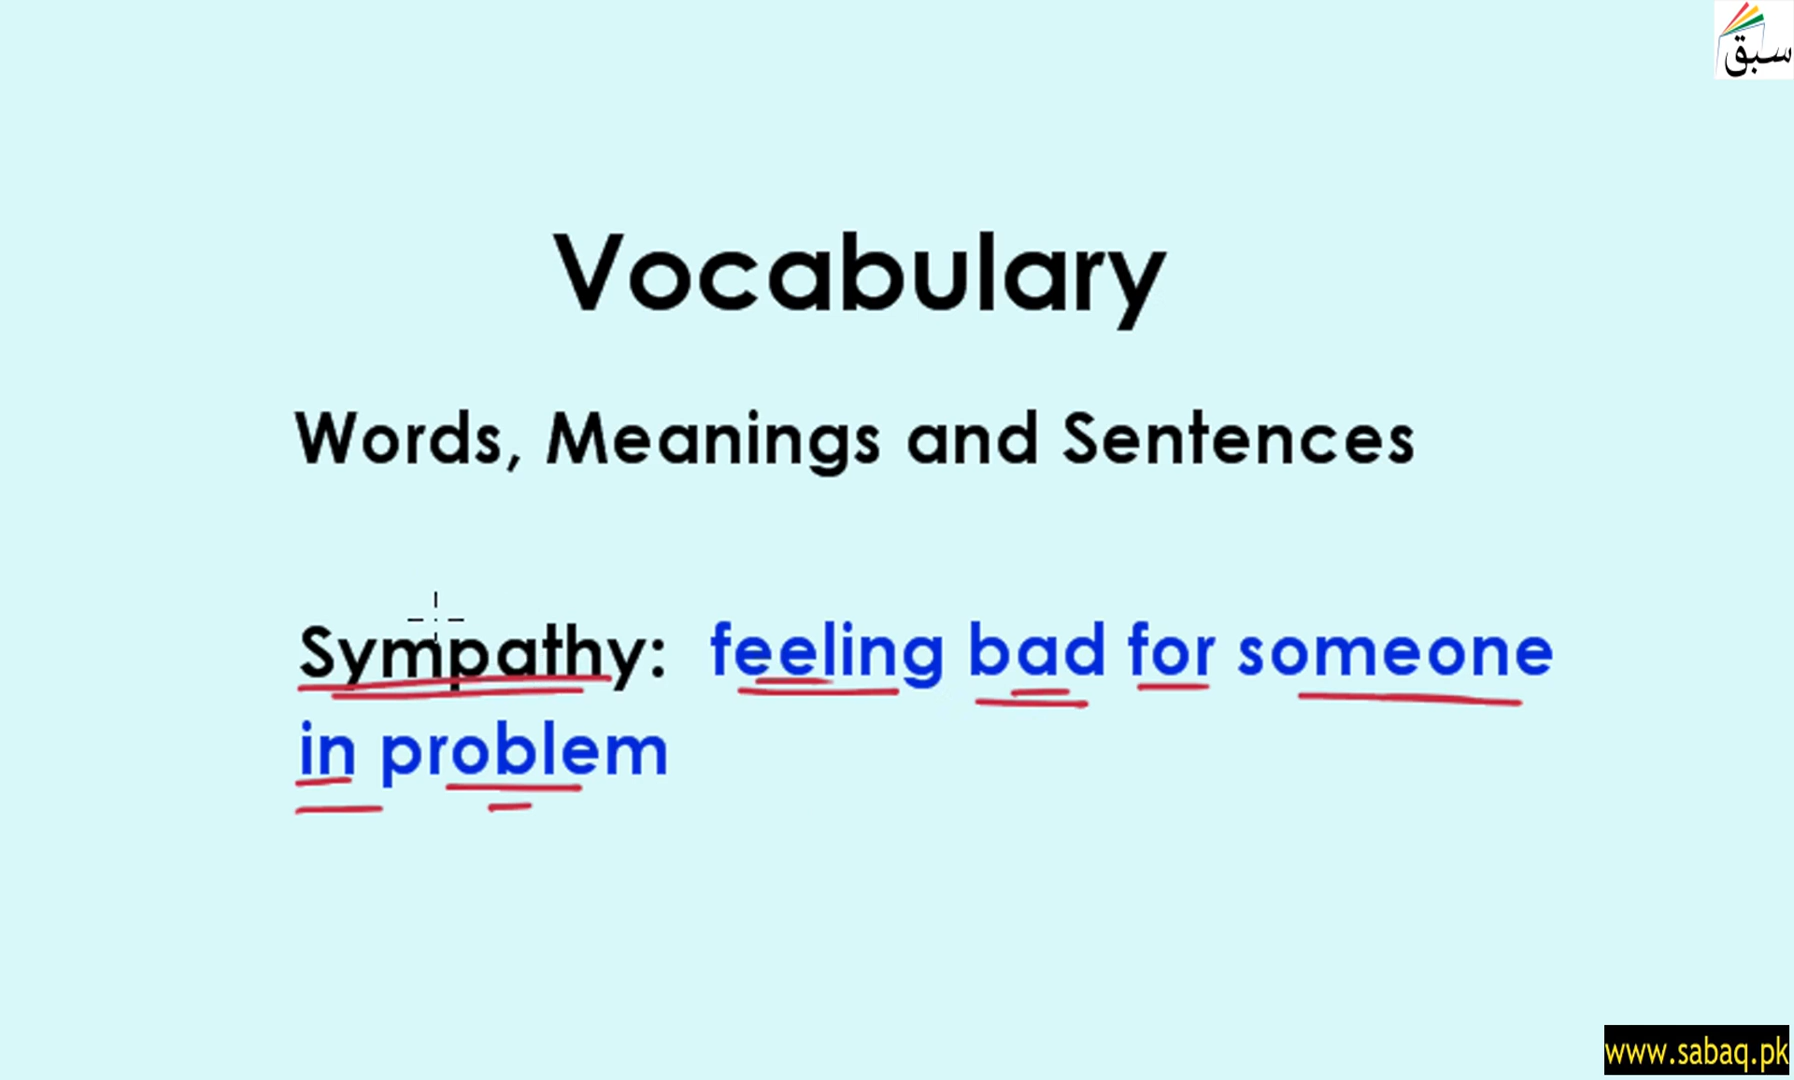 سبق
Vocabulary
Words, Meanings and Sentences
Sympathy: feeling bad for someone
in problem
www.sabaq.pk